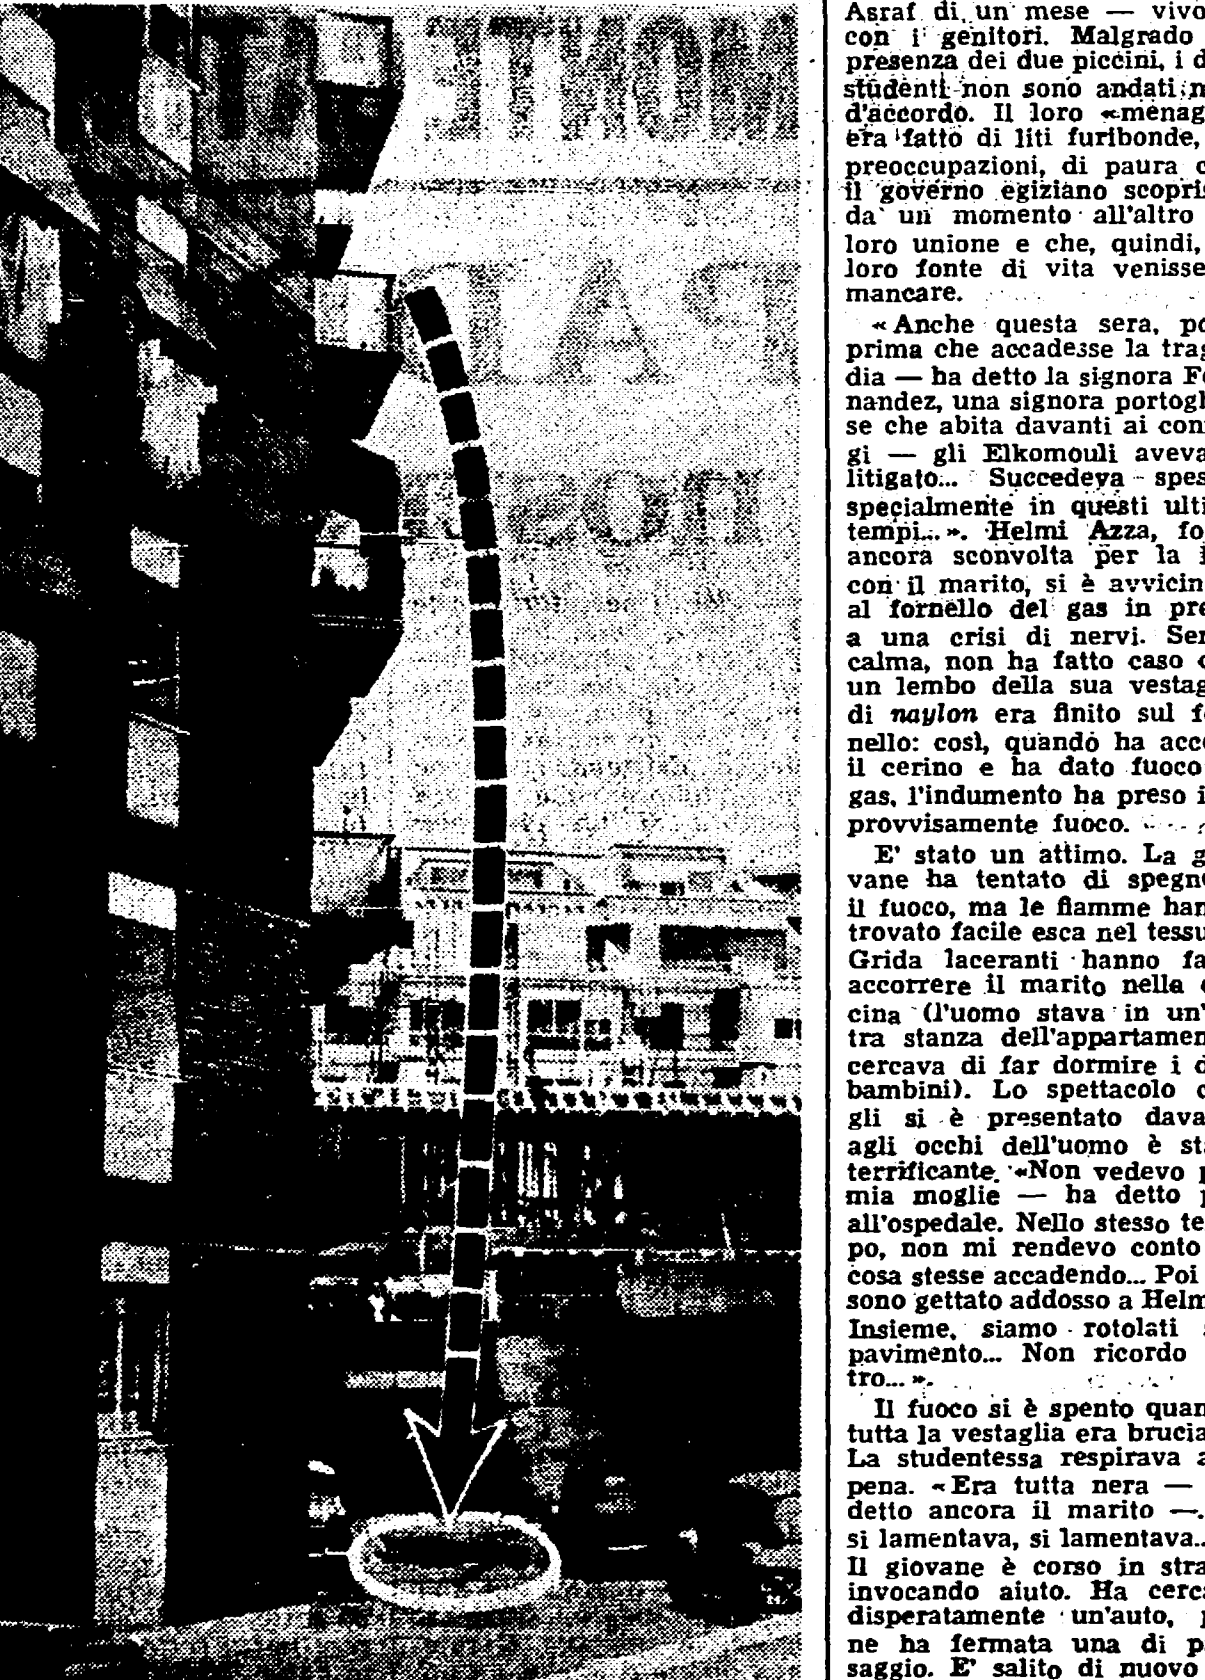 Asraf di un mese — vivo
con i genitori. Malgrado
presenza dei due piccini, i d
studenti non sono andati n
d'accordo. Il loro «menag
era fatto di liti furibonde,
preoccupazioni, di paura c
il governo egiziano scopris
da un momento all'altro
loro unione e che, quindi,
loro fonte di vita venisse
mancare.
«Anche questa sera, po
prima che accadesse la trag
dia — ha detto la signora Fe
nandez, una signora portogh
se che abita davanti ai con
gi — gli Elkomouli aveva
litigato... Succedeva spes
specialmente in questi ulti
tempi... ». Helmi Azza, fo
ancora sconvolta per la
con il marito, si è avvicin
al fornello del gas in pre
a una crisi di nervi. Sen
calma, non ha fatto caso c
un lembo della sua vestag
di naylon era finito sul f
nello: così, quando ha acc
il cerino e ha dato fuoco
gas, l'indumento ha preso i
provvisamente fuoco.
E' stato un attimo. La g
vane ha tentato di spegne
il fuoco, ma le fiamme han
trovato facile esca nel tessu
Grida laceranti hanno fa
accorrere il marito nella c
cina (l'uomo stava in un'
tra stanza dell'appartamen
cercava di far dormire i d
bambini). Lo spettacolo c
gli si è presentato dava
agli occhi dell'uomo è sta
terrificante. «Non vedevo p
mia moglie — ha detto p
all'ospedale. Nello stesso te
po, non mi rendevo conto
cosa stesse accadendo... Poi
sono gettato addosso a Helm
Insieme, siamo rotolati s
pavimento... Non ricordo
tro... ».
Il fuoco si è spento quan
tutta la vestaglia era brucia
La studentessa respirava a
pena. «Era tutta nera —
detto ancora il marito —.
si lamentava, si lamentava..
Il giovane è corso in stra
invocando aiuto. Ha cerca
disperatamente un'auto, p
ne ha fermata una di p
saggio. E' salito di nuovo